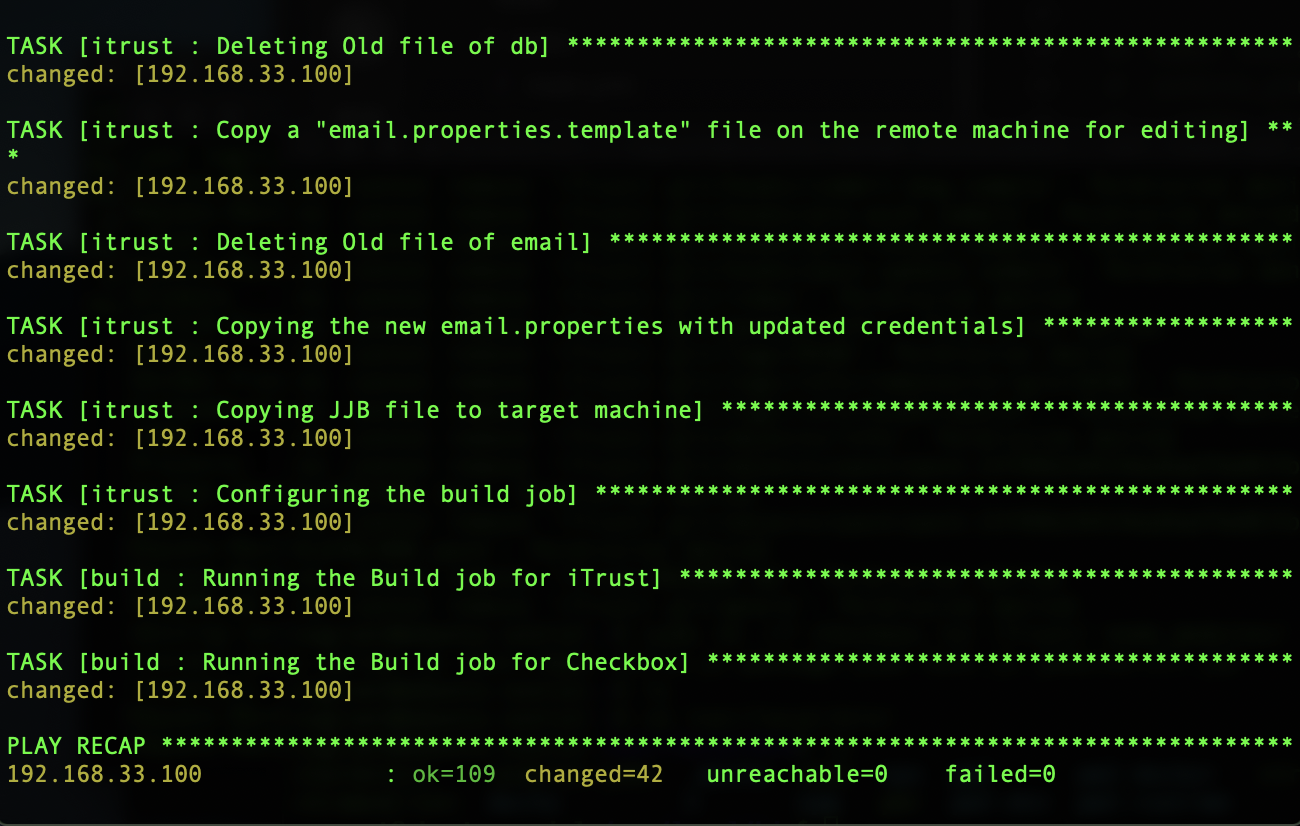 TASK [itrust : Deleting Old file of db] ****************************************************
changed: [192.168.33.100]
TASK [itrust : Copy a "email.properties.template" file on the remote machine for editing] **
*
changed: [192.168.33.100]
TASK [itrust : Deleting Old file of email] *************************************************
changed: [192.168.33.100]
TASK [itrust : Copying the new email.properties with updated credentials] ******************
changed: [192.168.33.100]
TASK [itrust : Copying JJB file to target machine] *****************************************
changed: [192.168.33.100]
TASK [itrust : Configuring the build job] **************************************************
changed: [192.168.33.100]
TASK [build : Running the Build job for iTrust] ********************************************
changed: [192.168.33.100]
TASK [build : Running the Build job for Checkbox] ******************************************
changed: [192.168.33.100]
PLAY RECAP *********************************************************************************
192.168.33.100             : ok=109  changed=42   unreachable=0    failed=0